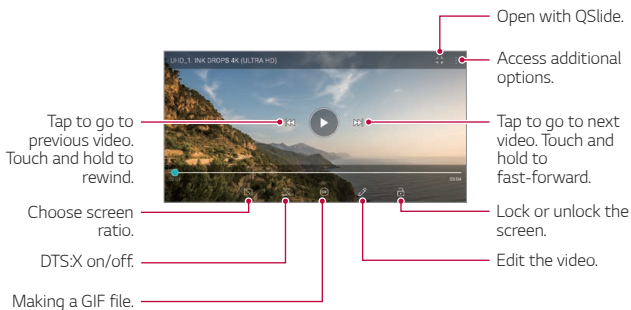 Open with QSlide.
Access additional
options.
UHD_1. INK DROPS 4K (ULTRA HD)
Tap to go to
previous video.
Touch and hold to
rewind.
Tap to go to next
video. Touch and
hold to
fast-forward.
Choose screen
ratio.
Lock or unlock the
screen.
DTS:X on/off.
Edit the video.
Making a GIF file.